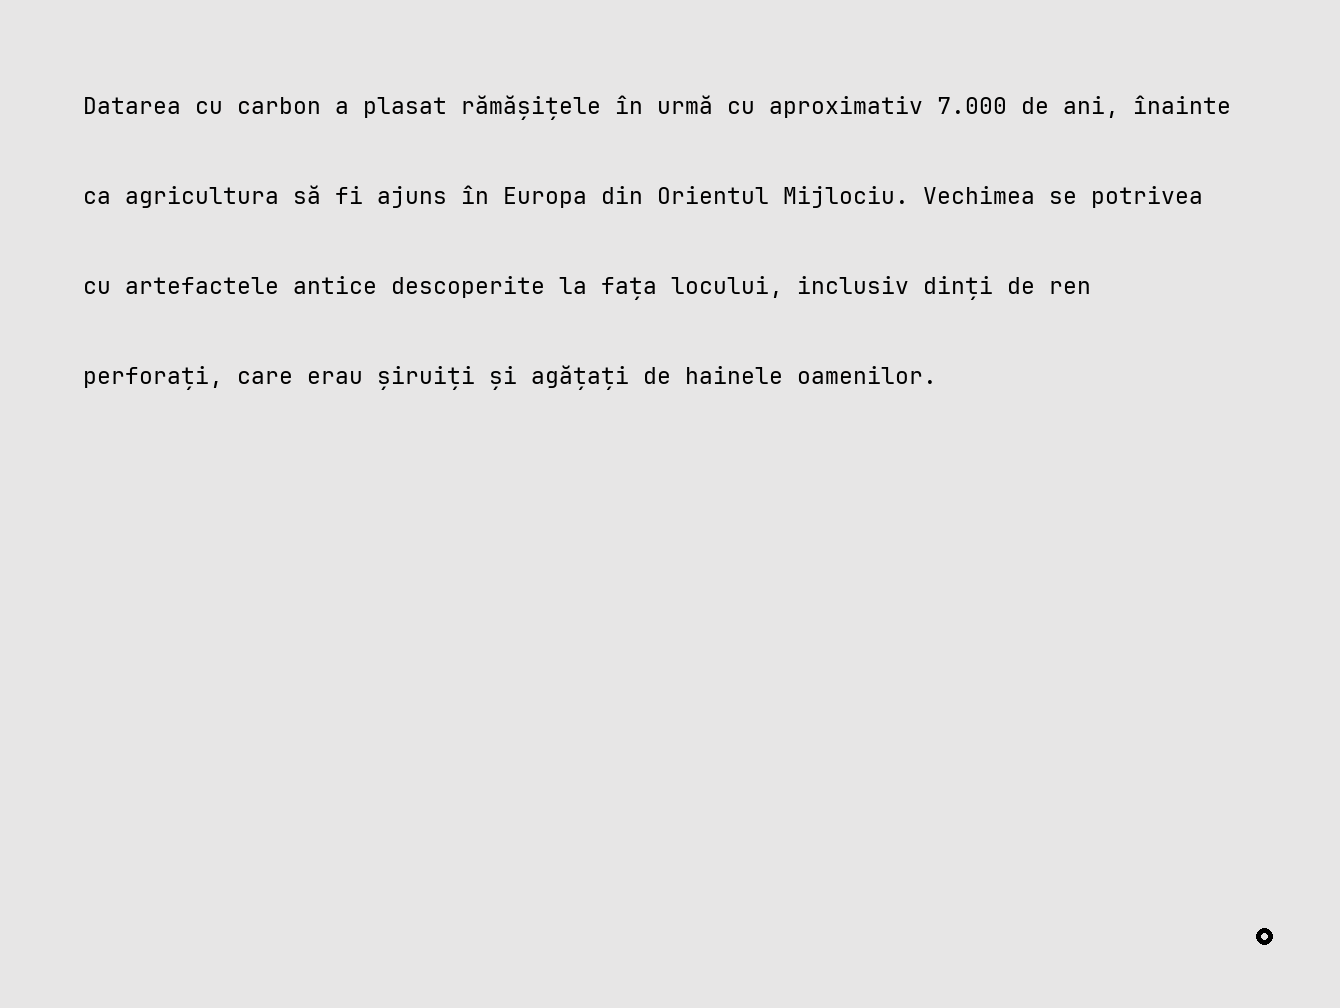 Datarea cu carbon a plasat rămășițele în urmă cu aproximativ 7.000 de ani, înainte
ca agricultura să fi ajuns în Europa din Orientul Mijlociu. Vechimea se potrivea
cu artefactele antice descoperite la fața locului, inclusiv dinți de ren
perforați, care erau șiruiți și agățați de hainele oamenilor.